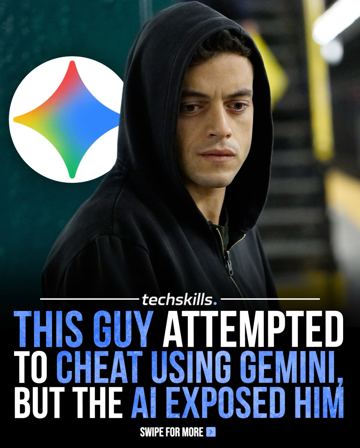 techskills.
THIS GUY ATTEMPTED
TO CHEAT USING GEMINI,
BUT THE AI EXPOSED HIM
SWIPE FOR MORE